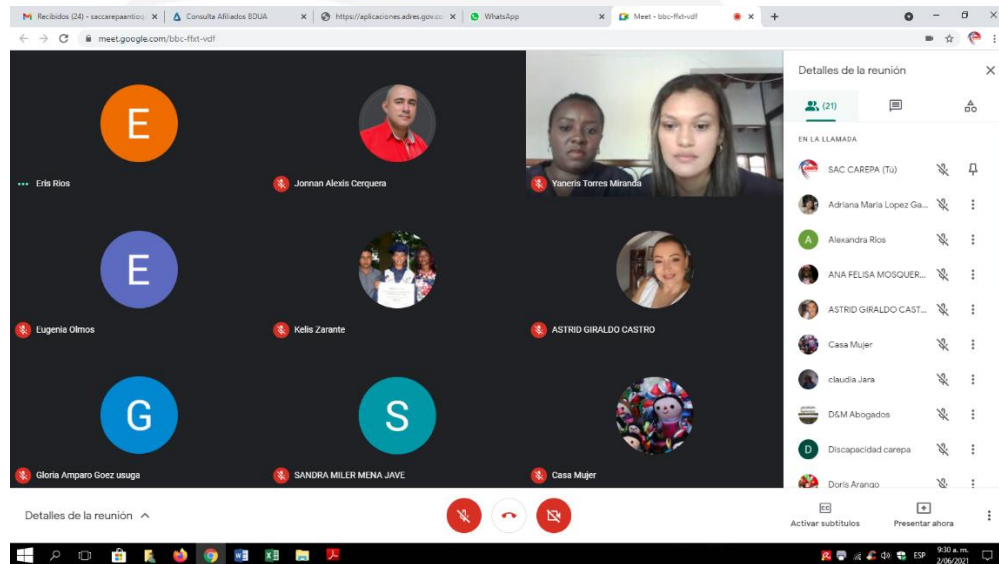 Recibidos (24) - saccarepaantioq
Consulta Afiliados BDUA
https://aplicaciones.adres.gov.co
WhatsApp
Meet - bbc-ffxt-vdf
meet.google.com/bbc-ffxt-vdf
Detalles de la reunión
(21)
EN LA LLAMADA
SAC CAREPA (Tú)
Adriana Maria Lopez Ga...
A Alexandra Rios
ANA FELISA MOSQUER...
ASTRID GIRALDO CAST...
Casa Mujer
claudia Jara
D&M Abogados
D Discapacidad carepa
Doris Arango
E
Eris Rios
Jonnan Alexis Cerquera
Yaneris Torres Miranda
E
Eugenia Olmos
Kelis Zarante
ASTRID GIRALDO CASTRO
G
Gloria Amparo Goez usuga
S
SANDRA MILER MENA JAVE
Casa Mujer
Detalles de la reunión
Activar subtítulos
Presentar ahora
ESP
9:30 a. m.
2/06/2021